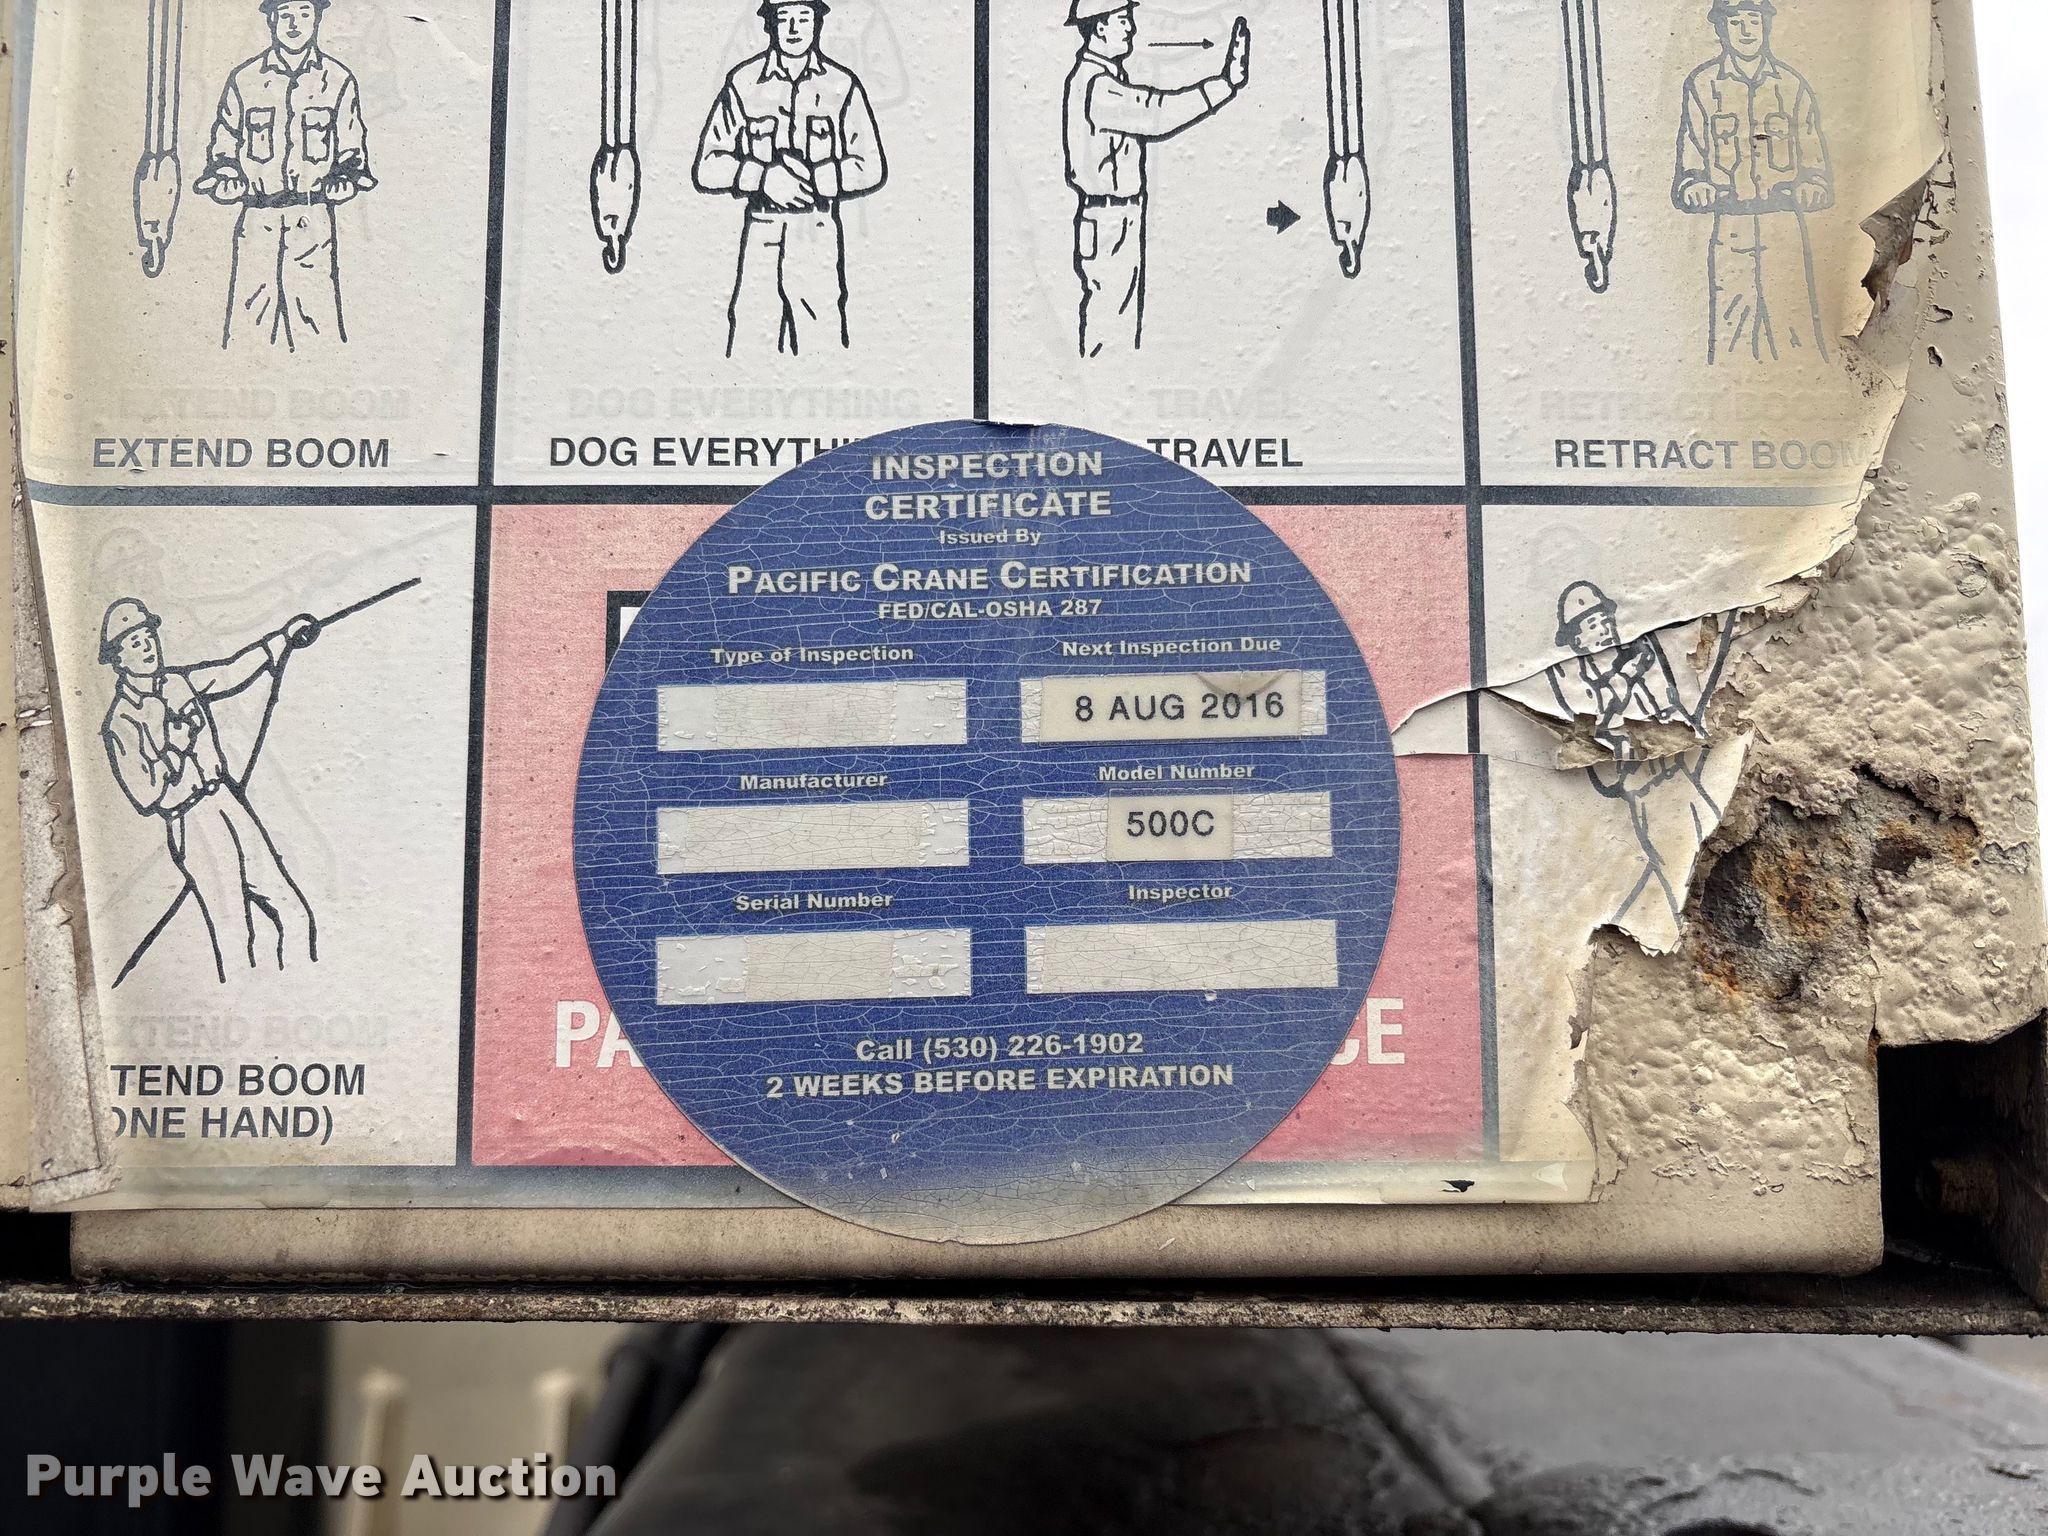 EXTEND BOOM
DOG EVERYTHI
TRAVEL
RETRACT BOOM
INSPECTION
CERTIFICATE
Issued By
PACIFIC CRANE CERTIFICATION
FED/CAL-OSHA 287
Type of Inspection
Next Inspection Due
8 AUG 2016
Manufacturer
Model Number
500C
Serial Number
Inspector
Call (530) 226-1902
2 WEEKS BEFORE EXPIRATION
TEND BOOM
ONE HAND)
PA
CE
Purple Wave Auction